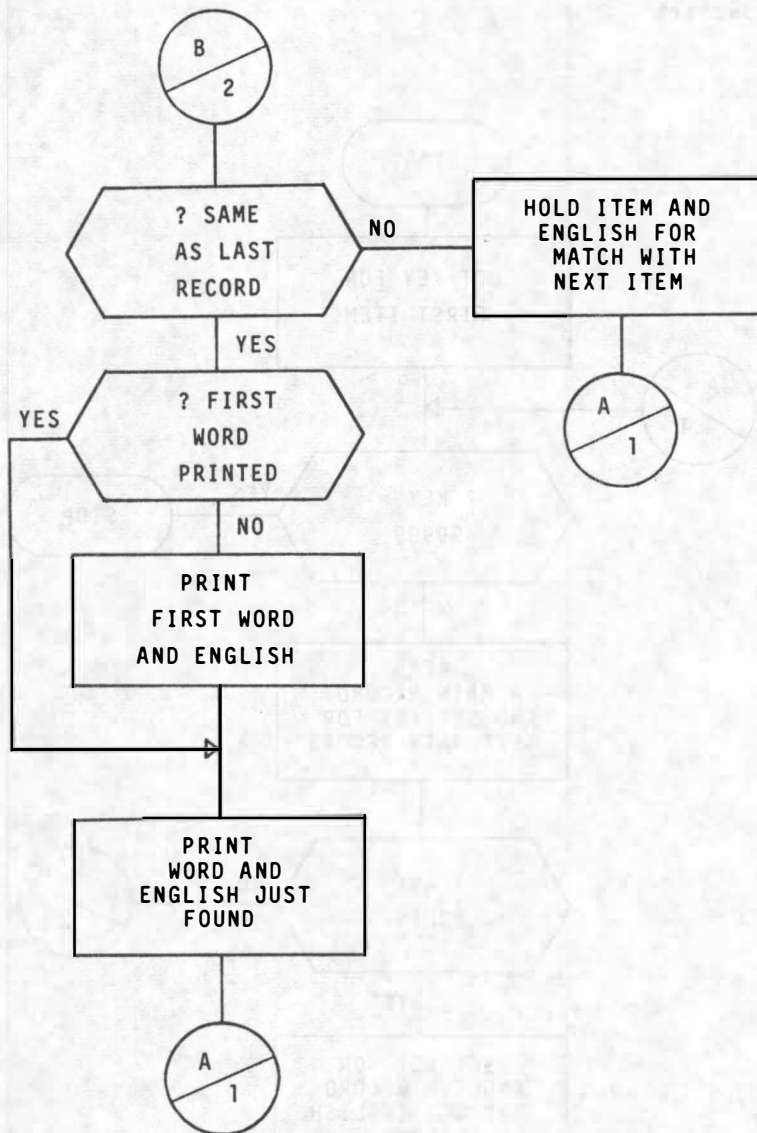 B
2
? SAME
AS LAST
RECORD
NO
HOLD ITEM AND
ENGLISH FOR
MATCH WITH
NEXT ITEM
YES
A
1
? FIRST
WORD
PRINTED
YES
NO
PRINT
FIRST WORD
AND ENGLISH
PRINT
WORD AND
ENGLISH JUST
FOUND
A
1